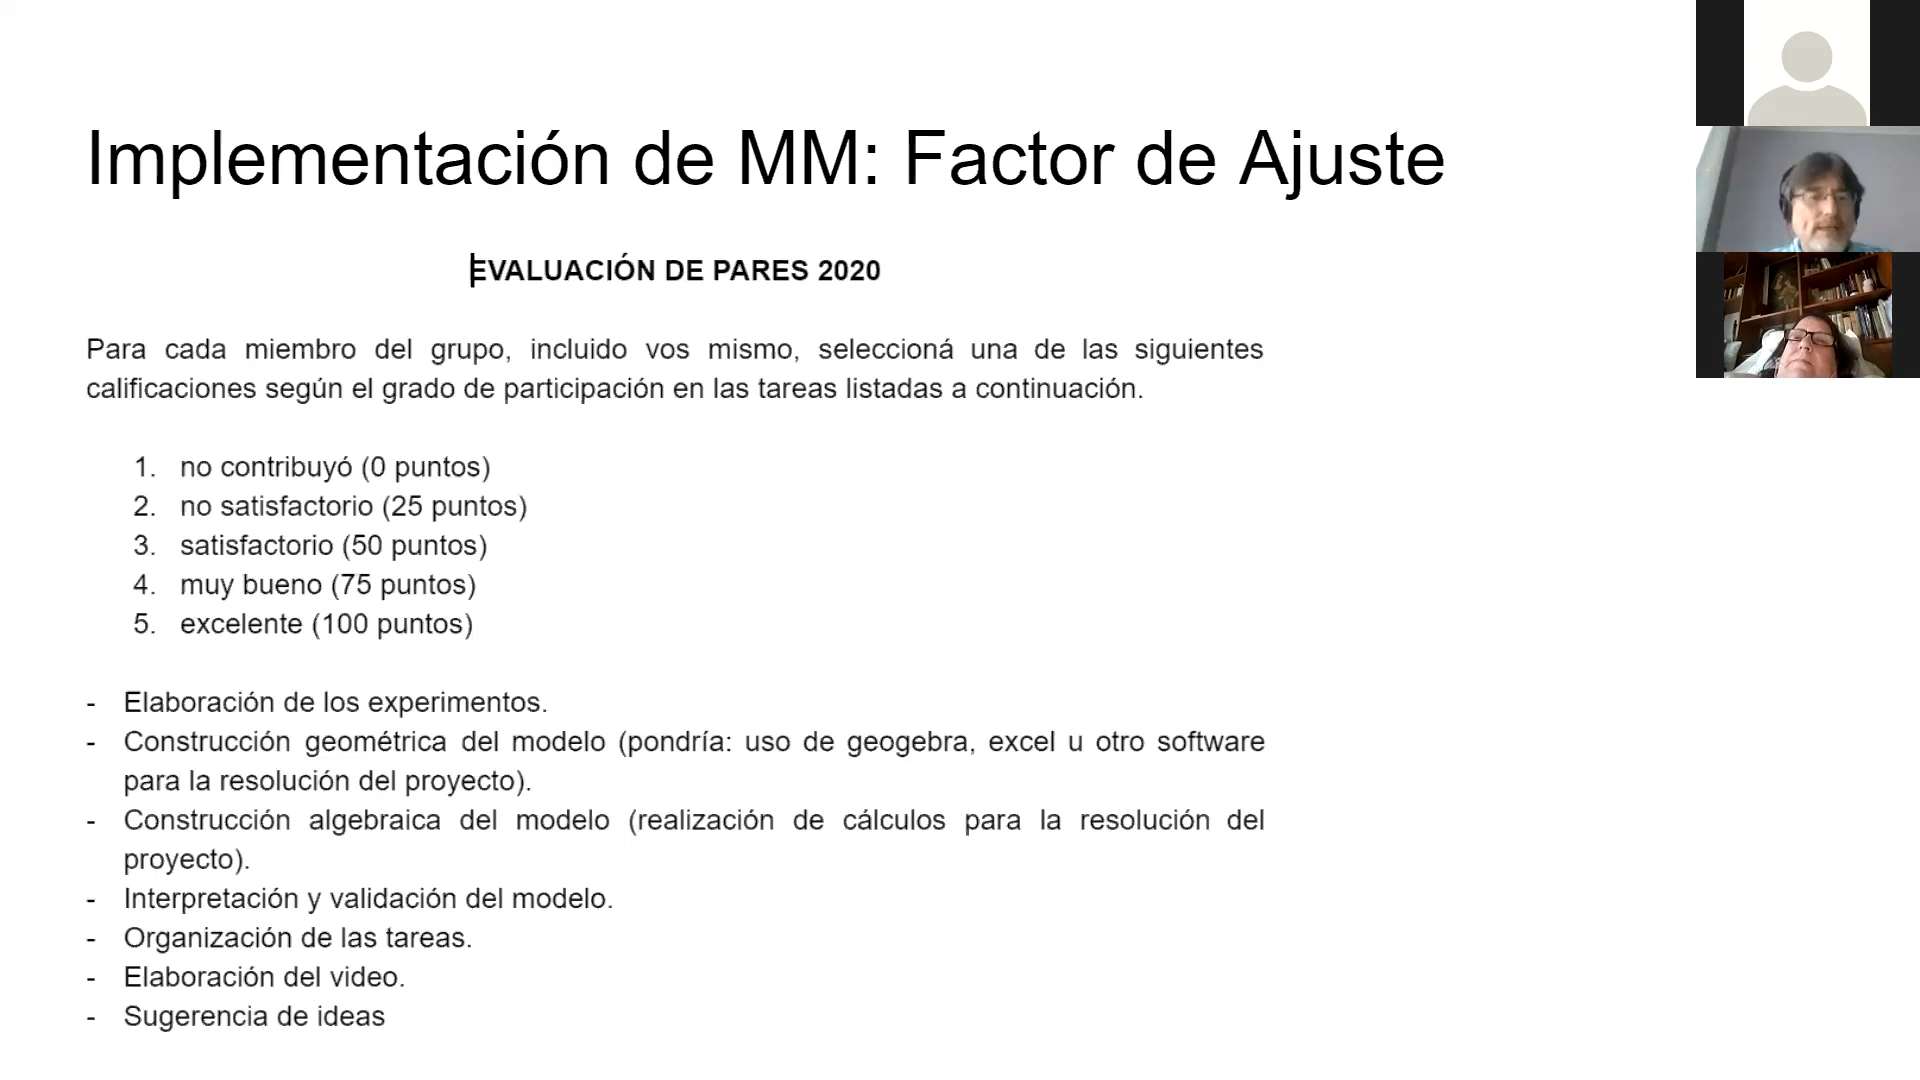 Implementación de MM: Factor de Ajuste
EVALUACIÓN DE PARES 2020
Para cada miembro del grupo, incluido vos mismo, seleccioná una de las siguientes
calificaciones según el grado de participación en las tareas listadas a continuación.
1. no contribuyó (0 puntos)
2. no satisfactorio (25 puntos)
3. satisfactorio (50 puntos)
4. muy bueno (75 puntos)
5. excelente (100 puntos)
- Elaboración de los experimentos.
- Construcción geométrica del modelo (pondría: uso de geogebra, excel u otro software
para la resolución del proyecto).
- Construcción algebraica del modelo (realización de cálculos para la resolución del
proyecto).
- Interpretación y validación del modelo.
- Organización de las tareas.
- Elaboración del video.
- Sugerencia de ideas